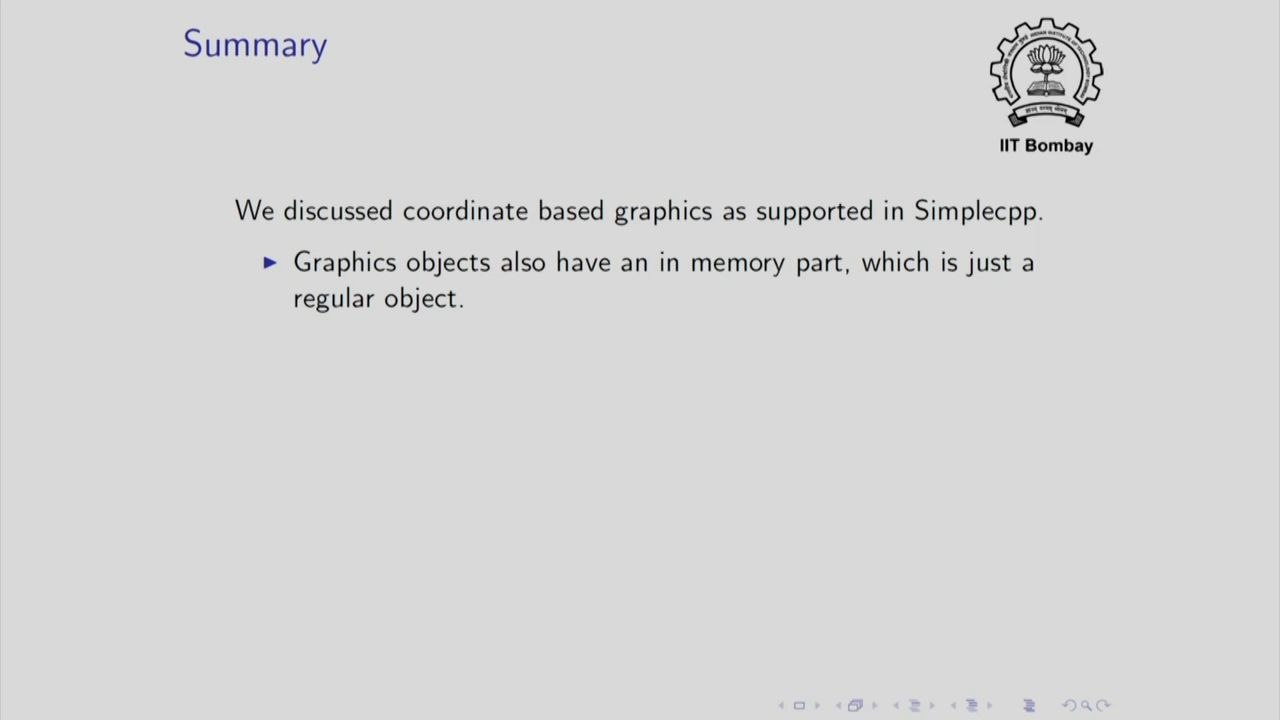 Summary
IIT Bombay
We discussed coordinate based graphics as supported in Simplecpp.
▶ Graphics objects also have an in memory part, which is just a
regular object.